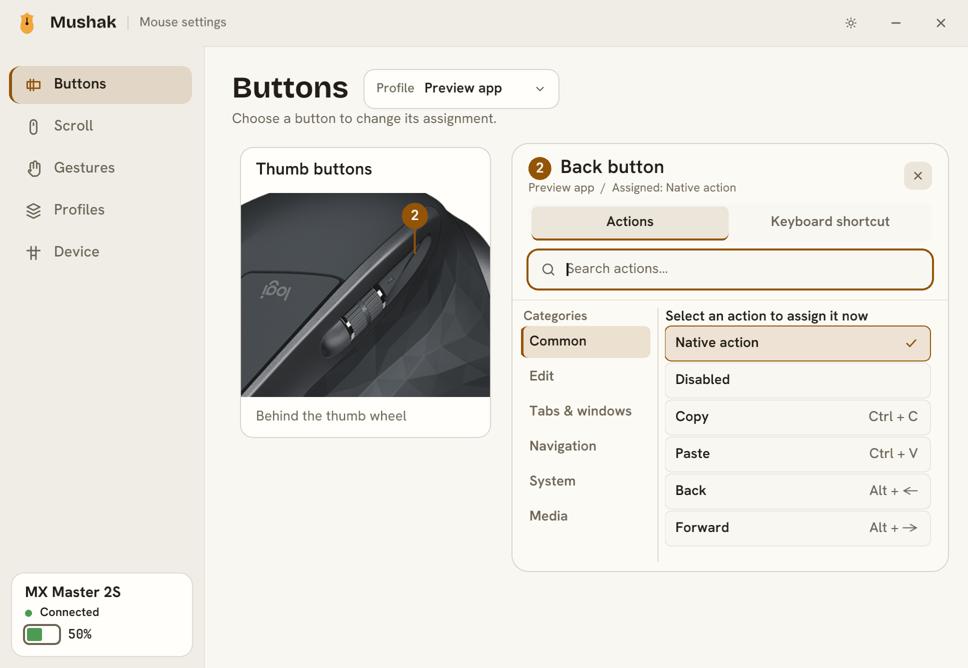 Mushak
Mouse settings
Buttons
Scroll
Gestures
Profiles
Device
MX Master 2S
Connected
50%
Buttons
Profile Preview app
Choose a button to change its assignment.
Thumb buttons
2
logi
Behind the thumb wheel
2 Back button
Preview app / Assigned: Native action
Actions
Keyboard shortcut
Search actions...
Categories
Common
Edit
Tabs & windows
Navigation
System
Media
Select an action to assign it now
Native action
Disabled
Copy Ctrl + C
Paste Ctrl + V
Back Alt + ←
Forward Alt + →